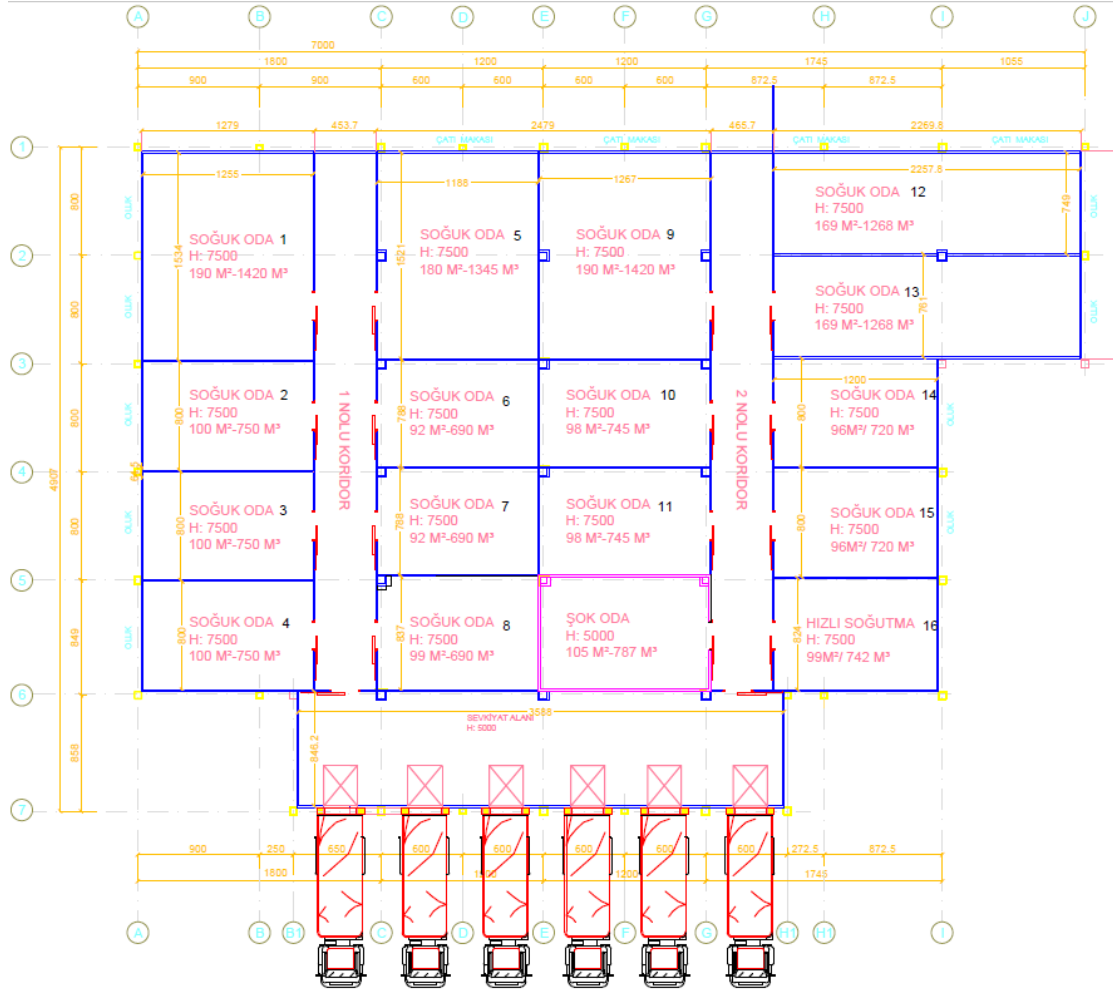 A B C D E F G H I J
7000
1800 1200 1200 1745 1055
900 900 600 600 600 600 872.5 872.5
1279 453.7 2479 465.7 2269.8
ÇATI MAKASI ÇATI MAKASI ÇATI MAKASI ÇATI MAKASI
1
2
3
4
5
6
7
4907
800
800
800
800
849
858
OLUK
OLUK
OLUK
OLUK
OLUK
OLUK
OLUK
OLUK
OLUK
1255
1534
SOĞUK ODA 1
H: 7500
190 M²-1420 M³
800
SOĞUK ODA 2
H: 7500
100 M²-750 M³
800
SOĞUK ODA 3
H: 7500
100 M²-750 M³
800
SOĞUK ODA 4
H: 7500
100 M²-750 M³
1 NOLU KORİDOR
1188
1521
SOĞUK ODA 5
H: 7500
180 M²-1345 M³
788
SOĞUK ODA 6
H: 7500
92 M²-690 M³
788
SOĞUK ODA 7
H: 7500
92 M²-690 M³
837
SOĞUK ODA 8
H: 7500
99 M²-690 M³
1267
SOĞUK ODA 9
H: 7500
190 M²-1420 M³
SOĞUK ODA 10
H: 7500
98 M²-745 M³
SOĞUK ODA 11
H: 7500
98 M²-745 M³
ŞOK ODA
H: 5000
105 M²-787 M³
2 NOLU KORİDOR
2257.8
749
SOĞUK ODA 12
H: 7500
169 M²-1268 M³
761
SOĞUK ODA 13
H: 7500
169 M²-1268 M³
1200
800
SOĞUK ODA 14
H: 7500
96M²/ 720 M³
800
SOĞUK ODA 15
H: 7500
96M²/ 720 M³
824
HIZLI SOĞUTMA 16
H: 7500
99M²/ 742 M³
3588
846.2
SEVKİYAT ALANI
H: 5000
900 250 650 600 600 600 600 600 272.5 872.5
1800 1200 1745
A B B1 C D E F G H1 H1 I